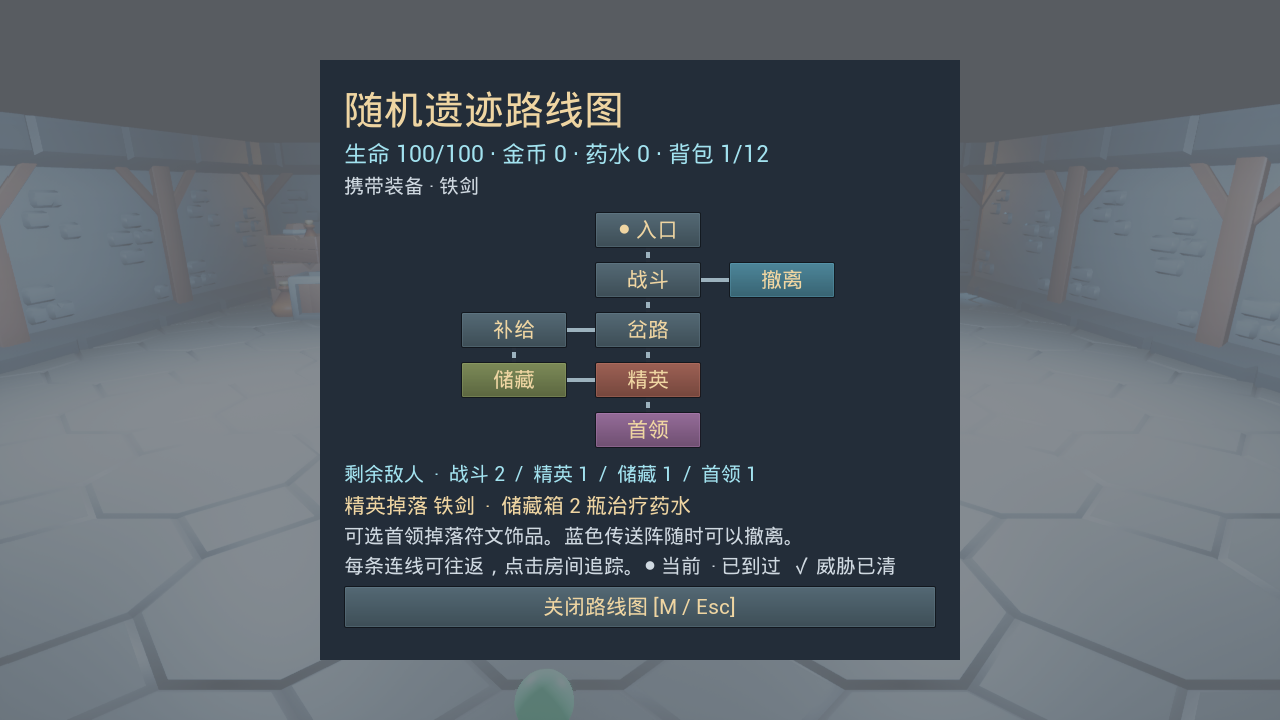 随机遗迹路线图
生命 100/100 · 金币 0 · 药水 0 · 背包 1/12
携带装备 · 铁剑
● 入口
战斗
撤离
补给
岔路
储藏
精英
首领
剩余敌人 · 战斗 2 / 精英 1 / 储藏 1 / 首领 1
精英掉落 铁剑 · 储藏箱 2 瓶治疗药水
可选首领掉落符文饰品。蓝色传送阵随时可以撤离。
每条连线可往返，点击房间追踪。● 当前 · 已到过 √ 威胁已清
关闭路线图 [M / Esc]